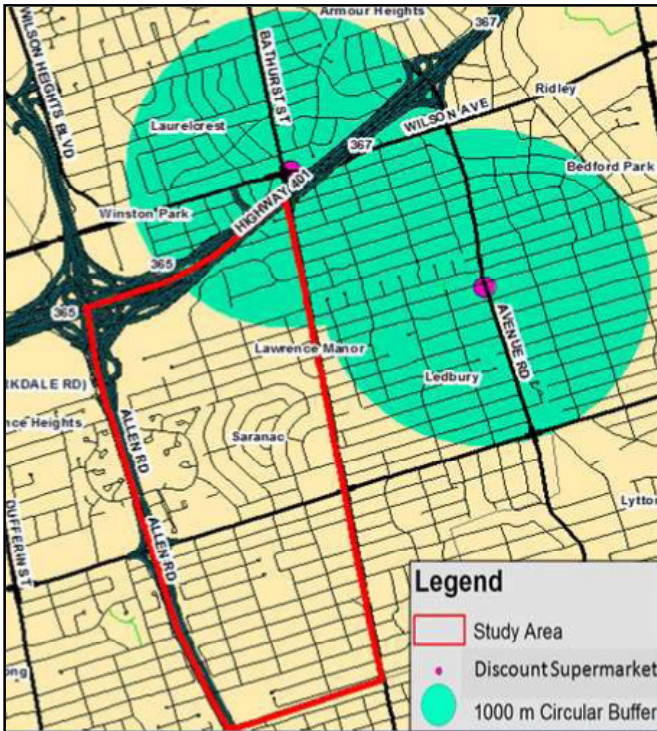 Armour Heights
367
WILSON HEIGHTS BLVD
BATHURST ST
Ridley
WILSON AVE
Laurelcrest
367
Bedford Park
HIGHWAY 401
Winston Park
365
365
AVENUE RD
Lawrence Manor
Ledbury
RKDALE RD)
nce Heights
ALLEN RD
Saranac
Lytton
DUFFERIN ST
ALLEN RD
ong
Legend
Study Area
Discount Supermarket
1000 m Circular Buffer